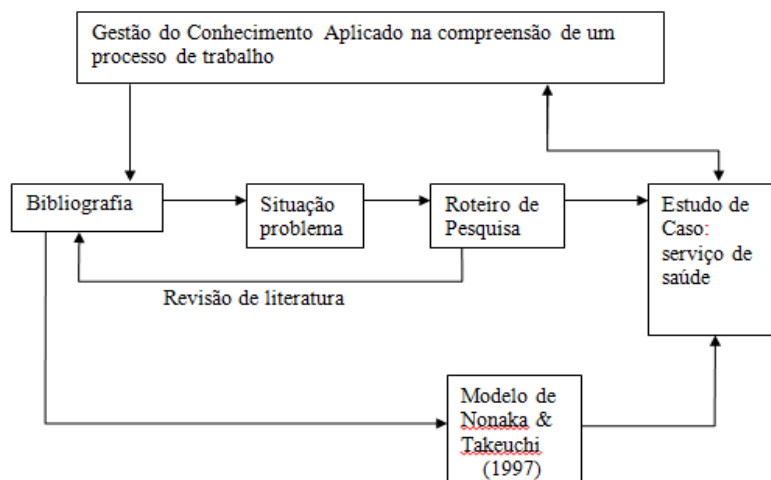 Gestão do Conhecimento Aplicado na compreensão de um
processo de trabalho
Bibliografia
Situação
problema
Roteiro de
Pesquisa
Estudo de
Caso:
serviço de
saúde
Revisão de literatura
Modelo de
Nonaka &
Takeuchi
(1997)